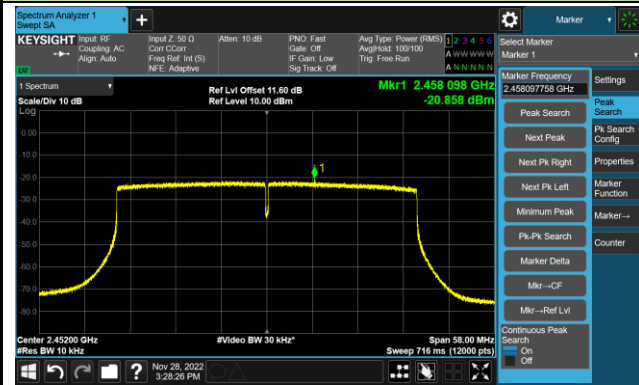 Spectrum Analyzer 1
Swept SA
Marker
KEYSIGHT
Input: RF
Coupling: AC
Align: Auto
Input Z: 50 Ω
Corr CCorr
Freq Ref: Int (S)
NFE: Adaptive
Atten: 10 dB
PNO: Fast
Gate: Off
IF Gain: Low
Sig Track: Off
Avg Type: Power (RMS)
Avg|Hold: 100/100
Trig: Free Run
1 2 3 4 5 6
A W W W W W
A N N N N N
Select Marker
Marker 1
1 Spectrum
Scale/Div 10 dB
Log
Ref Lvl Offset 11.60 dB
Ref Level 10.00 dBm
Mkr1 2.458 098 GHz
-20.858 dBm
0.00
-10.0
-20.0
-30.0
-40.0
-50.0
-60.0
-70.0
-80.0
1
Center 2.45200 GHz
#Res BW 10 kHz
#Video BW 30 kHz*
Span 58.00 MHz
Sweep 716 ms (12000 pts)
Marker Frequency
2.458097758 GHz
Peak Search
Next Peak
Next Pk Right
Next Pk Left
Minimum Peak
Pk-Pk Search
Marker Delta
Mkr→CF
Mkr→Ref Lvl
Continuous Peak
Search
On
Off
Settings
Peak
Search
Pk Search
Config
Properties
Marker
Function
Marker→
Counter
Nov 28, 2022
3:28:26 PM